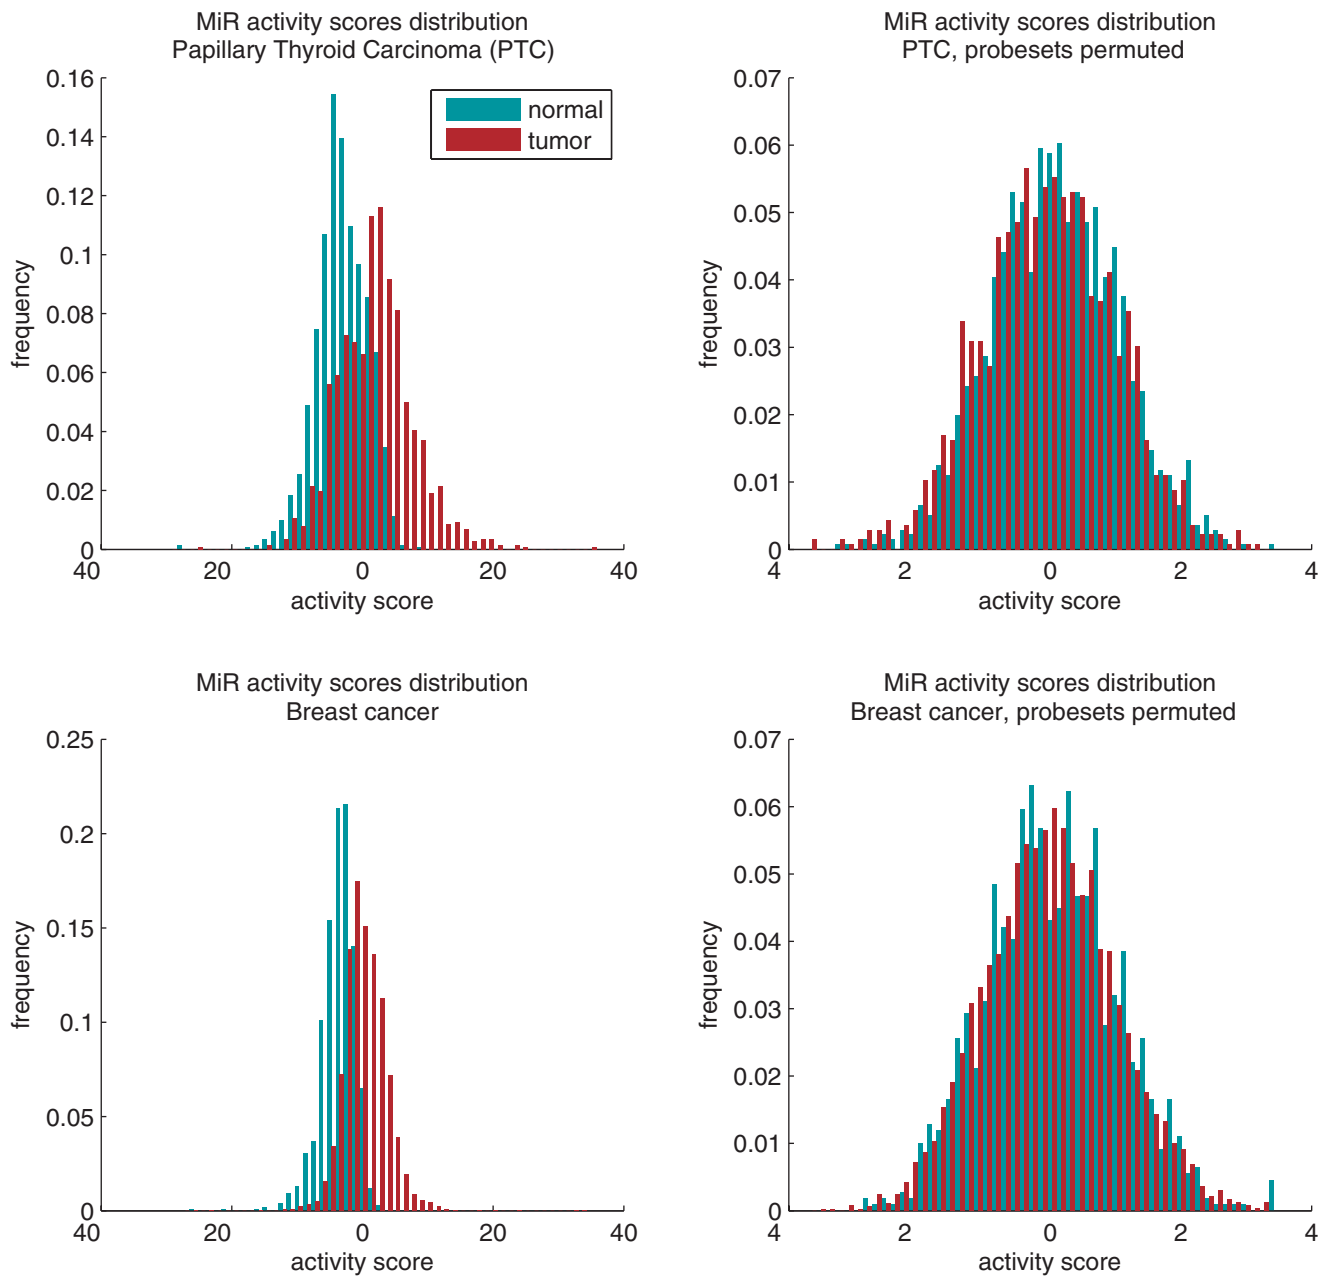 MiR activity scores distribution
Papillary Thyroid Carcinoma (PTC)
0.16
0.14
0.12
0.1
0.08
0.06
0.04
0.02
0
frequency
normal
tumor
40 20 0 20 40
activity score
MiR activity scores distribution
PTC, probesets permuted
0.07
0.06
0.05
0.04
0.03
0.02
0.01
0
frequency
4 2 0 2 4
activity score
MiR activity scores distribution
Breast cancer
0.25
0.2
0.15
0.1
0.05
0
frequency
40 20 0 20 40
activity score
MiR activity scores distribution
Breast cancer, probesets permuted
0.07
0.06
0.05
0.04
0.03
0.02
0.01
0
frequency
4 2 0 2 4
activity score